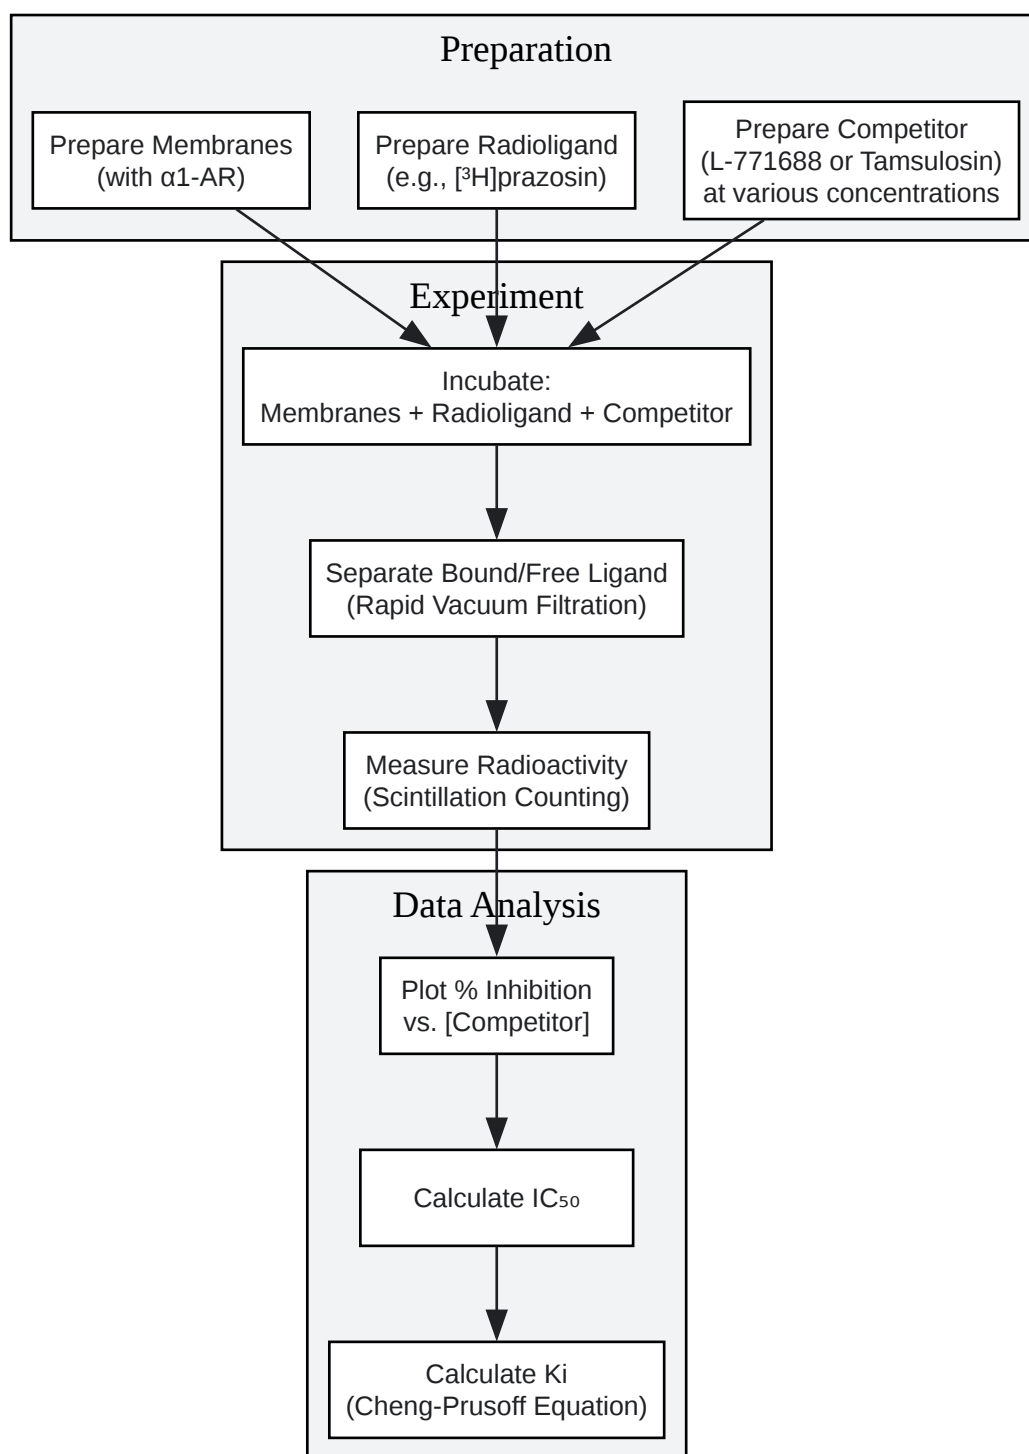 Preparation
Prepare Membranes
(with α1-AR)
Prepare Radioligand
(e.g., [³H]prazosin)
Prepare Competitor
(L-771688 or Tamsulosin)
at various concentrations
Experiment
Incubate:
Membranes + Radioligand + Competitor
Separate Bound/Free Ligand
(Rapid Vacuum Filtration)
Measure Radioactivity
(Scintillation Counting)
Data Analysis
Plot % Inhibition
vs. [Competitor]
Calculate IC₅₀
Calculate Ki
(Cheng-Prusoff Equation)